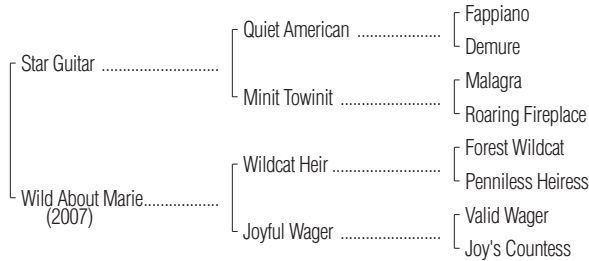 Fappiano
Quiet American ..................
Demure
Star Guitar .........................
Malagra
Minit Towinit ......................
Roaring Fireplace
Forest Wildcat
Wildcat Heir .......................
Penniless Heiress
Wild About Marie.................
(2007)
Valid Wager
Joyful Wager ......................
Joy's Countess